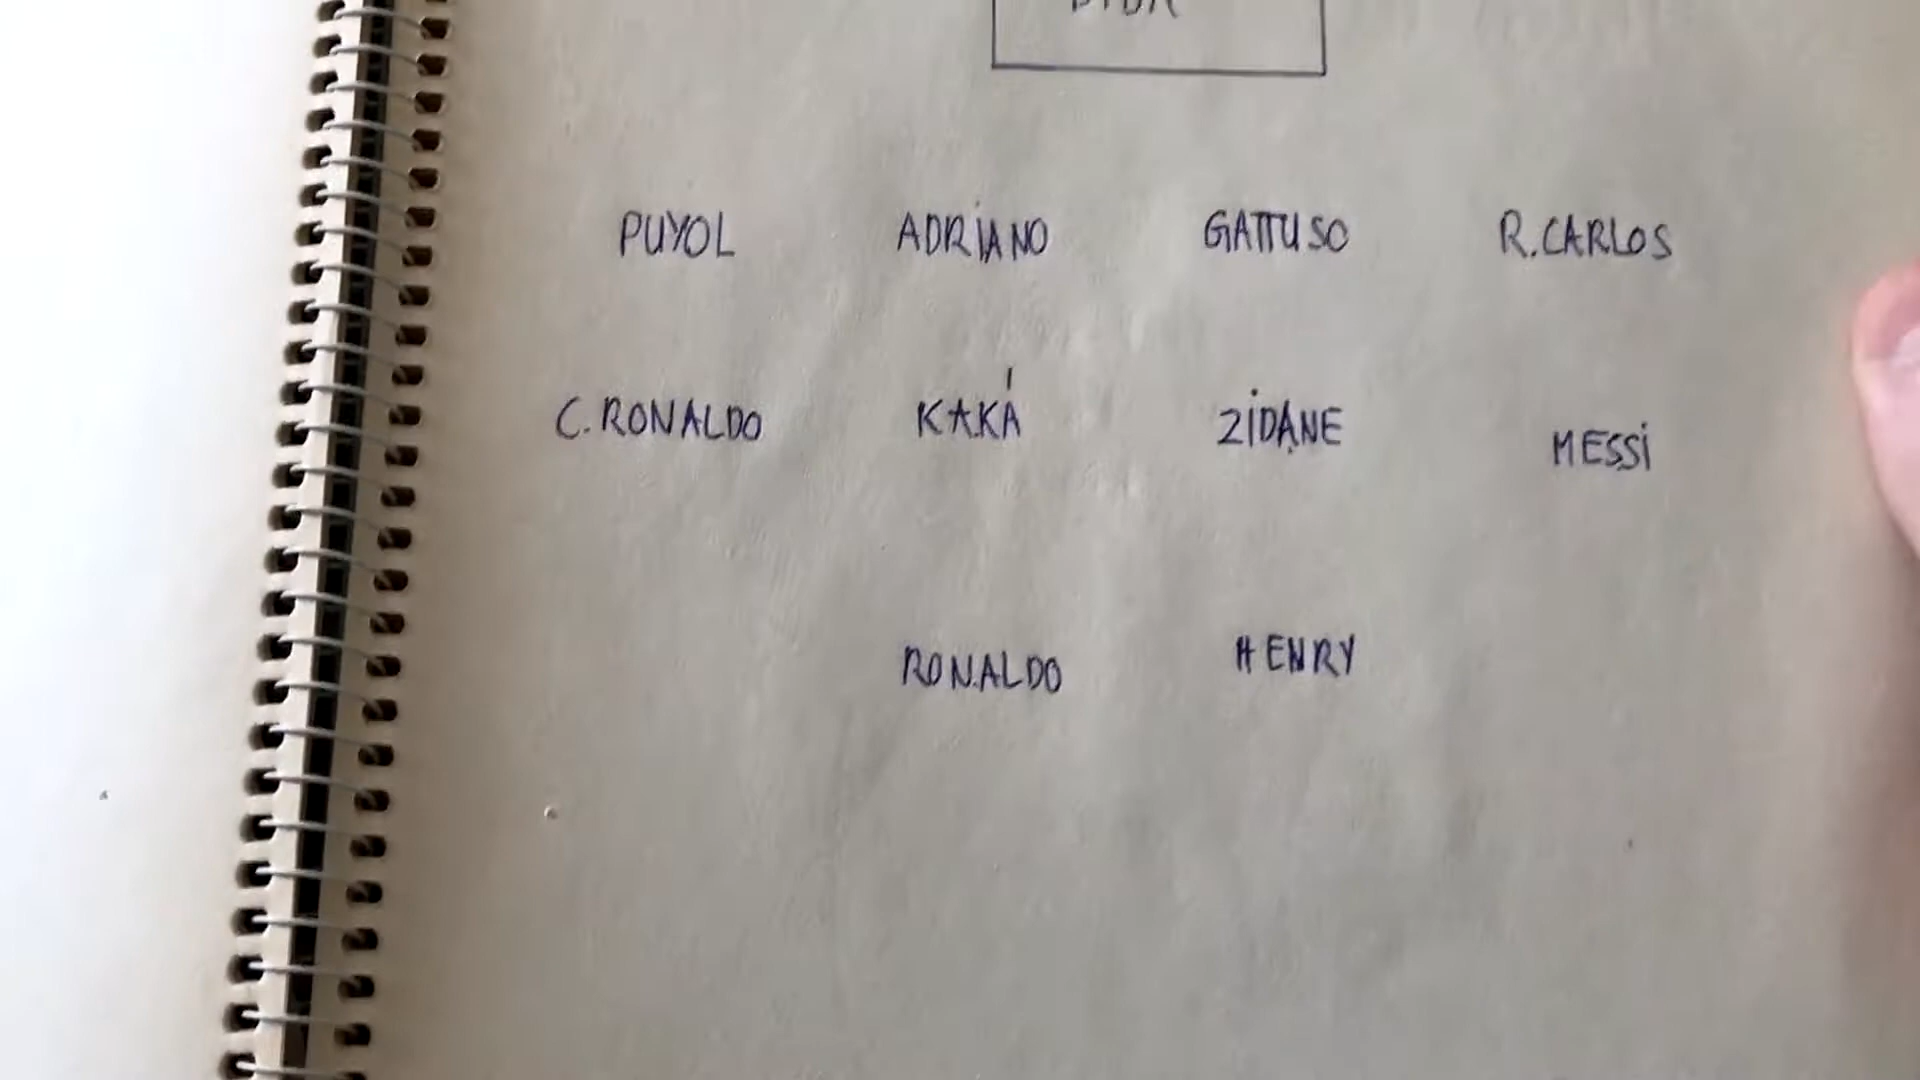 PUYOL ADRIANO GATTUSO R.CARLOS
C.RONALDO KAKÁ ZIDANE MESSI
RONALDO HENRY